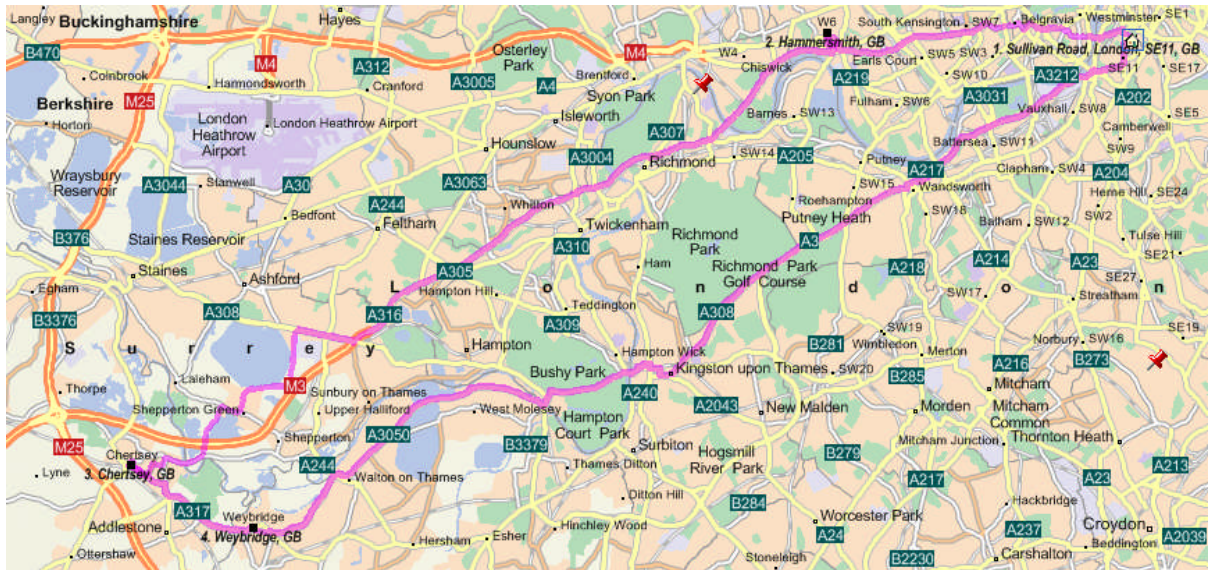 Langley
Buckinghamshire
Hayes
W6
South Kensington
SW7
Belgravia
Westminster
SE1
B470
M4
A312
Osterley
Park
M4
W4
2. Hammersmith, GB
SW5
SW3
1. Sullivan Road, London, SE11, GB
Colnbrook
Harmondsworth
Cranford
A3005
A4
Brentford
Chiswick
A219
Earls Court
SW10
A3212
SE11
SE17
Berkshire
M25
Syon Park
Fulham
SW6
A3031
Vauxhall
SW8
A202
Horton
London
Heathrow
Airport
London Heathrow Airport
Isleworth
A307
Barnes
SW13
Camberwell
SE5
Hounslow
A3004
Richmond
SW14
A205
Putney
Battersea
SW11
SW9
Wraysbury
Reservoir
A3044
Stanwell
A30
A3063
A217
Clapham
SW4
A204
Whitton
SW15
Wandsworth
Herne Hill
SE24
Bedfont
A244
Feltham
Twickenham
Roehampton
Putney Heath
SW18
Balham
SW12
SW2
B376
Staines Reservoir
A310
Richmond
Park
A3
Tulse Hill
Staines
Ashford
A305
Ham
Richmond Park
Golf Course
A218
A214
A23
SE21
Egham
L o n d o n
Hampton Hill
Teddington
SW17
SE27
Streatham
B3376
A308
A316
A309
A308
SW19
SE19
S u r r e y
Hampton
Hampton Wick
B281
Wimbledon
Merton
Norbury
SW16
Thorpe
Laleham
M3
Bushy Park
Kingston upon Thames
SW20
B285
A216
B273
Sunbury on Thames
A240
Mitcham
Shepperton Green
Upper Halliford
West Molesey
Hampton
Court Park
A2043
New Malden
Morden
Mitcham
Common
M25
Shepperton
A3050
B3379
Surbiton
Hogsmill
River Park
B279
Mitcham Junction
Thornton Heath
Chertsey
Lyne
3. Chertsey, GB
A244
Walton on Thames
Thames Ditton
A217
A23
A213
A317
Weybridge
Ditton Hill
B284
Hackbridge
Addlestone
4. Weybridge, GB
Hinchley Wood
Worcester Park
A237
Croydon
Ottershaw
Hersham
Esher
A24
Beddington
A2039
Stoneleigh
B2230
Carshalton